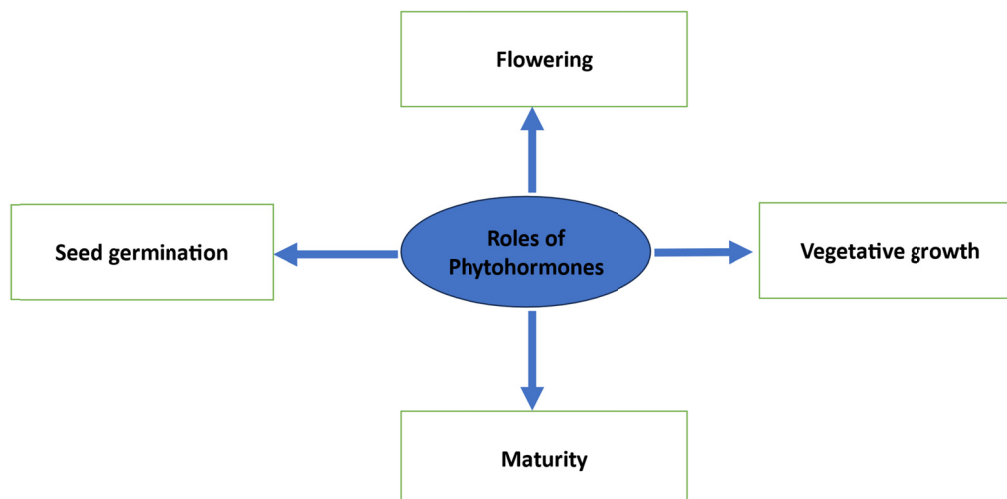 Flowering
Seed germination
Roles of
Phytohormones
Vegetative growth
Maturity